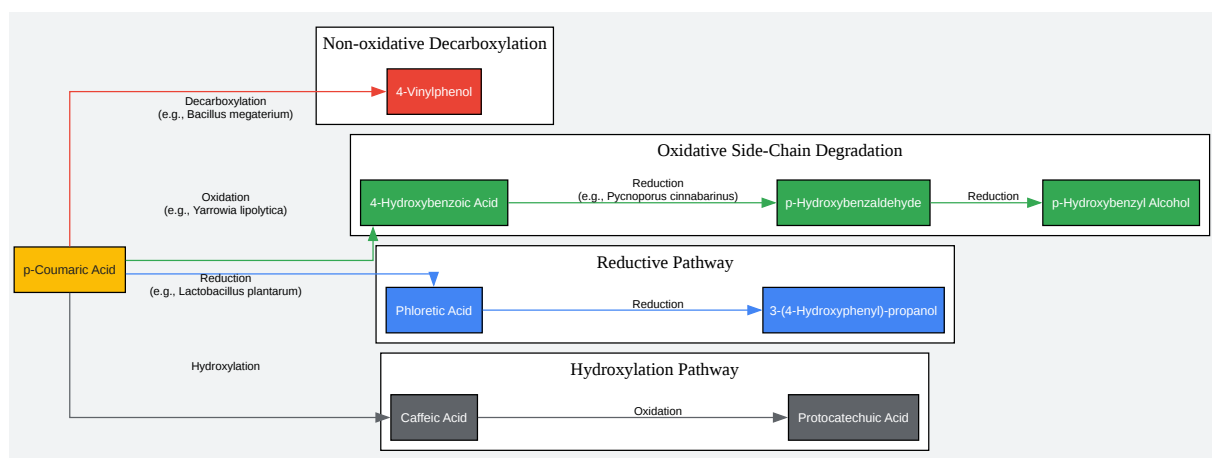 Non-oxidative Decarboxylation
4-Vinylphenol
Decarboxylation
(e.g., Bacillus megaterium)
Oxidative Side-Chain Degradation
Oxidation
(e.g., Yarrowia lipolytica)
4-Hydroxybenzoic Acid
Reduction
(e.g., Pycnoporus cinnabarinus)
p-Hydroxybenzaldehyde
Reduction
p-Hydroxybenzyl Alcohol
p-Coumaric Acid
Reductive Pathway
Reduction
(e.g., Lactobacillus plantarum)
Phloretic Acid
Reduction
3-(4-Hydroxyphenyl)-propanol
Hydroxylation
Hydroxylation Pathway
Caffeic Acid
Oxidation
Protocatechuic Acid